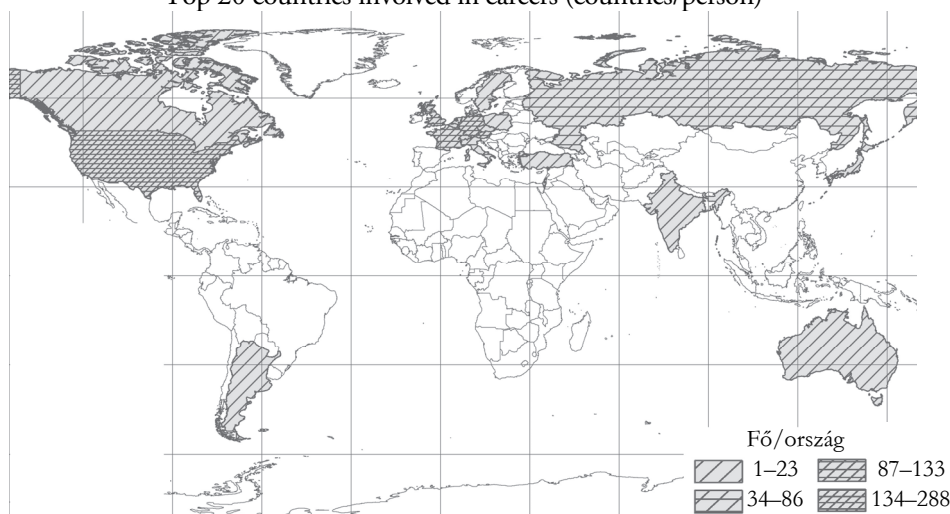 Top 20 countries involved in careers (countries/person)
Fő/ország
1–23
87–133
34–86
134–288